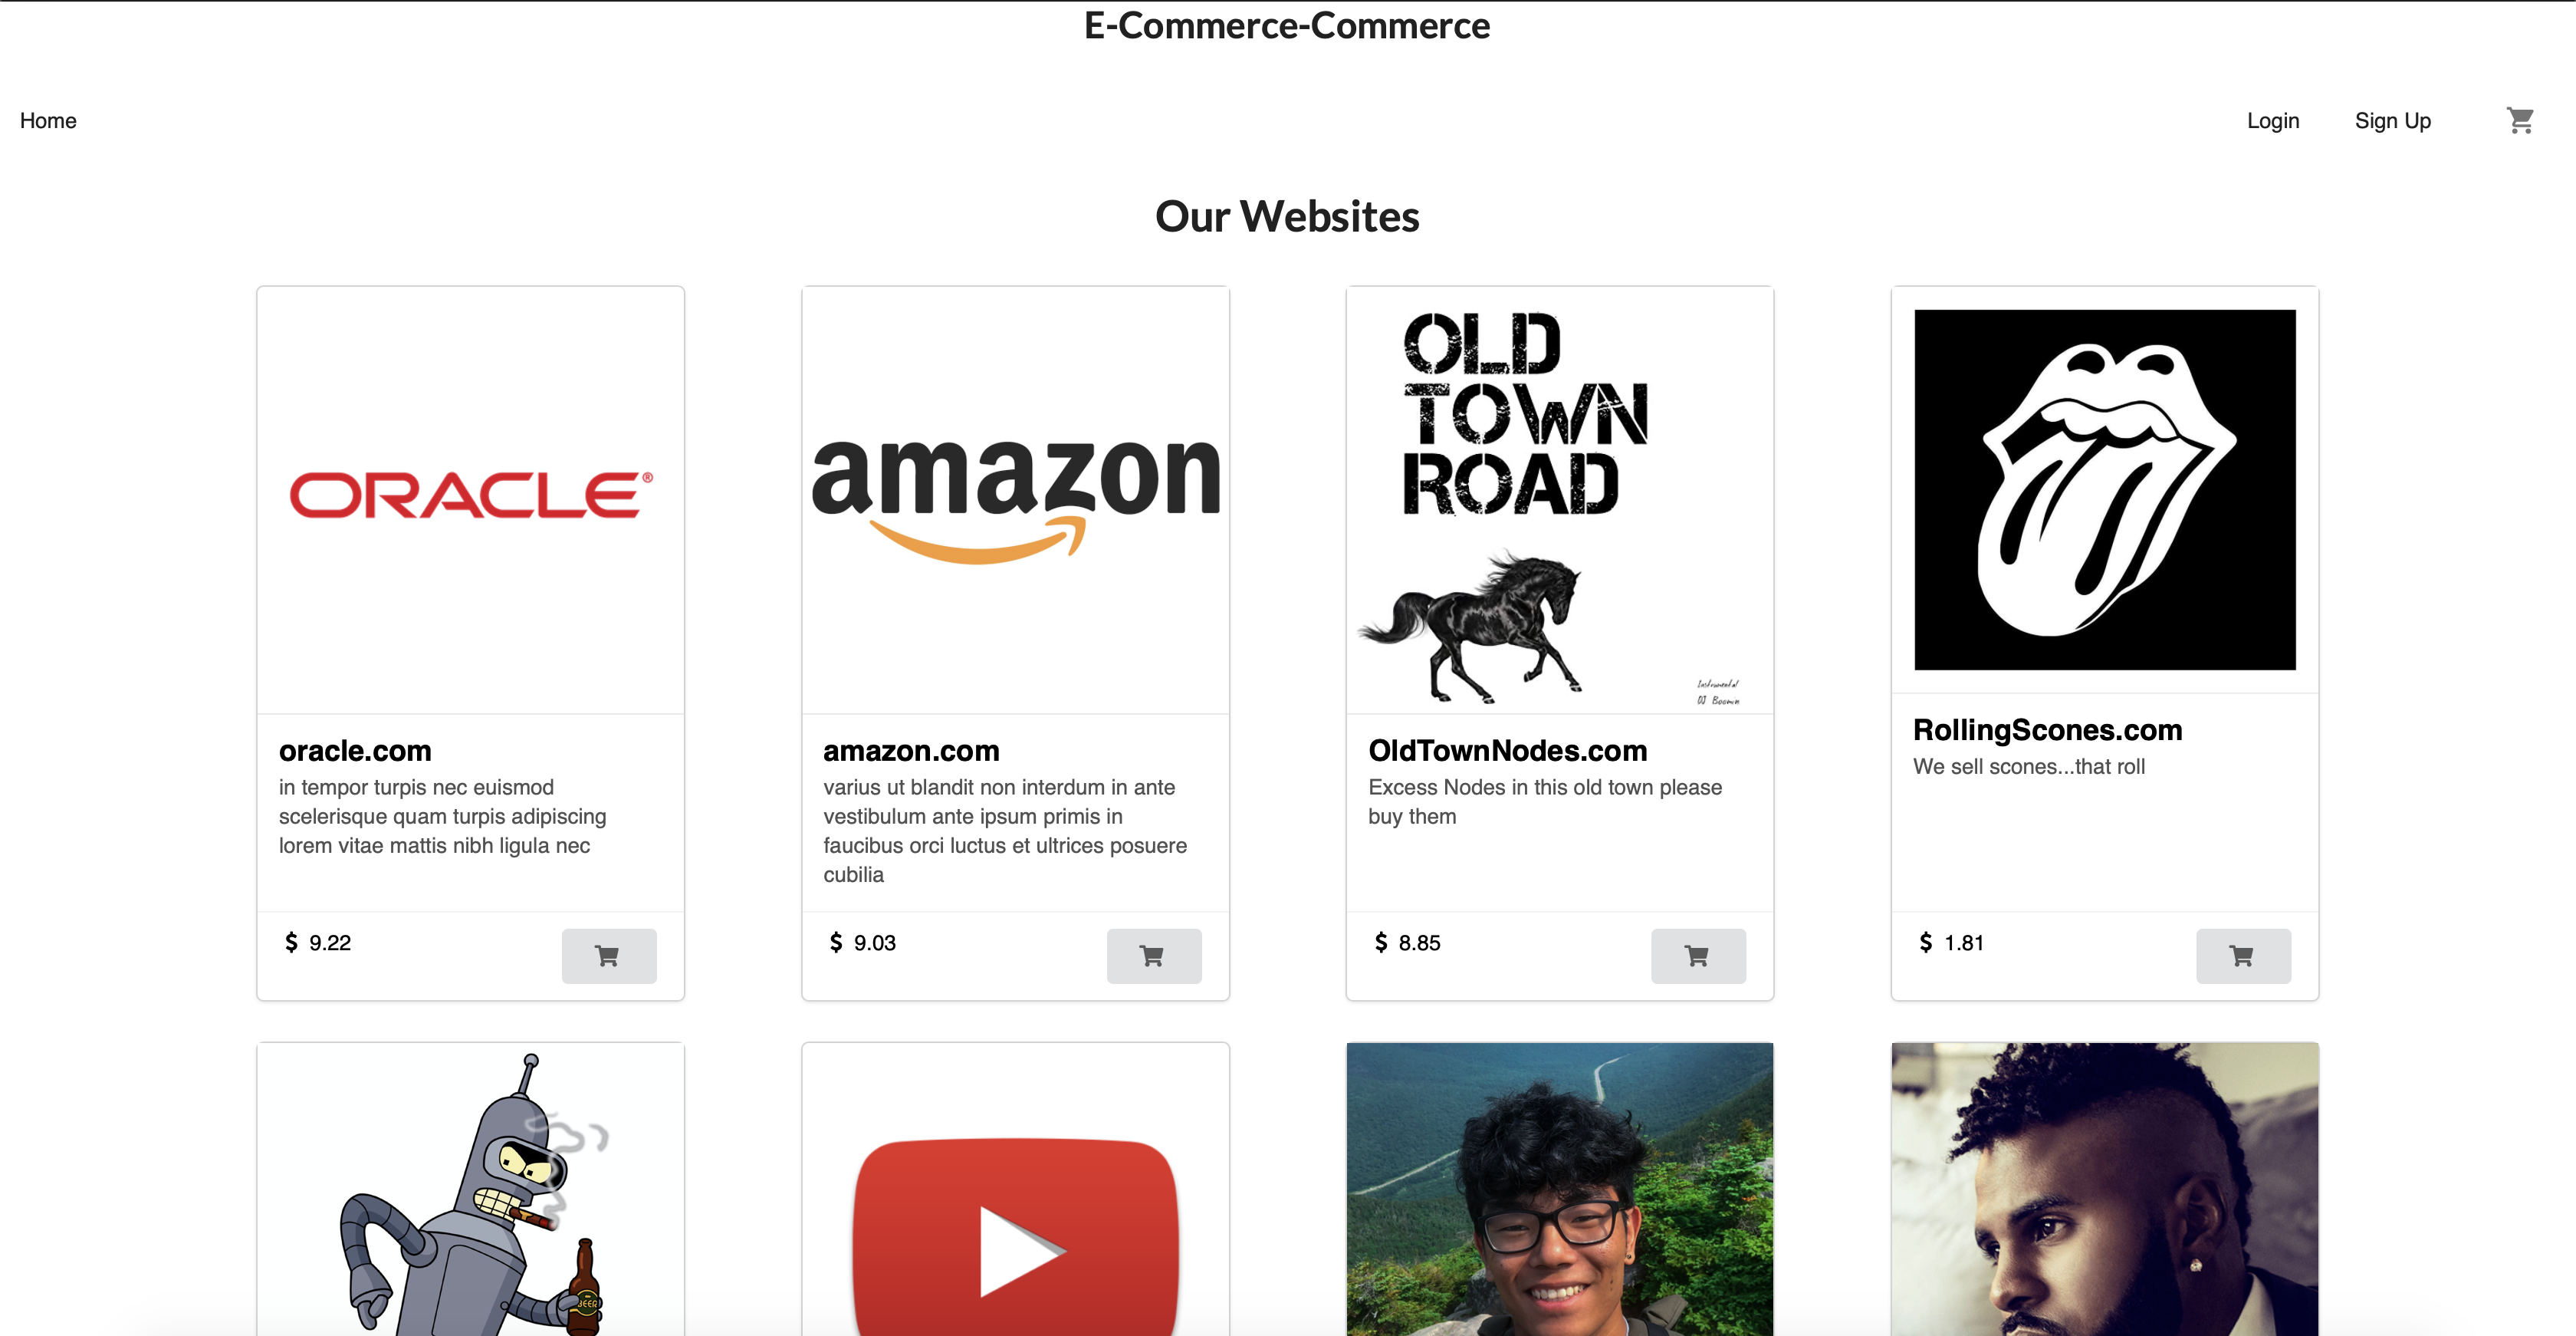 E-Commerce-Commerce
Home
Login
Sign Up
Our Websites
ORACLE®
amazon
OLD
TOWN
ROAD
Instrumental
DJ Boomin
oracle.com
in tempor turpis nec euismod
scelerisque quam turpis adipiscing
lorem vitae mattis nibh ligula nec
$ 9.22
amazon.com
varius ut blandit non interdum in ante
vestibulum ante ipsum primis in
faucibus orci luctus et ultrices posuere
cubilia
$ 9.03
OldTownNodes.com
Excess Nodes in this old town please
buy them
$ 8.85
RollingScones.com
We sell scones...that roll
$ 1.81
BEER!